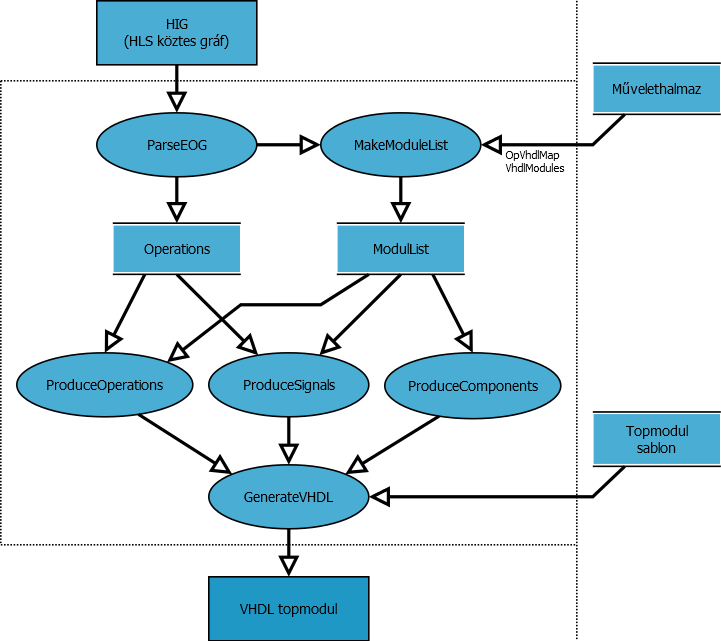 HIG
(HLS köztes gráf)
Művelethalmaz
ParseEOG
MakeModuleList
OpVhdlMap
VhdlModules
Operations
ModulList
ProduceOperations
ProduceSignals
ProduceComponents
Topmodul
sablon
GenerateVHDL
VHDL topmodul